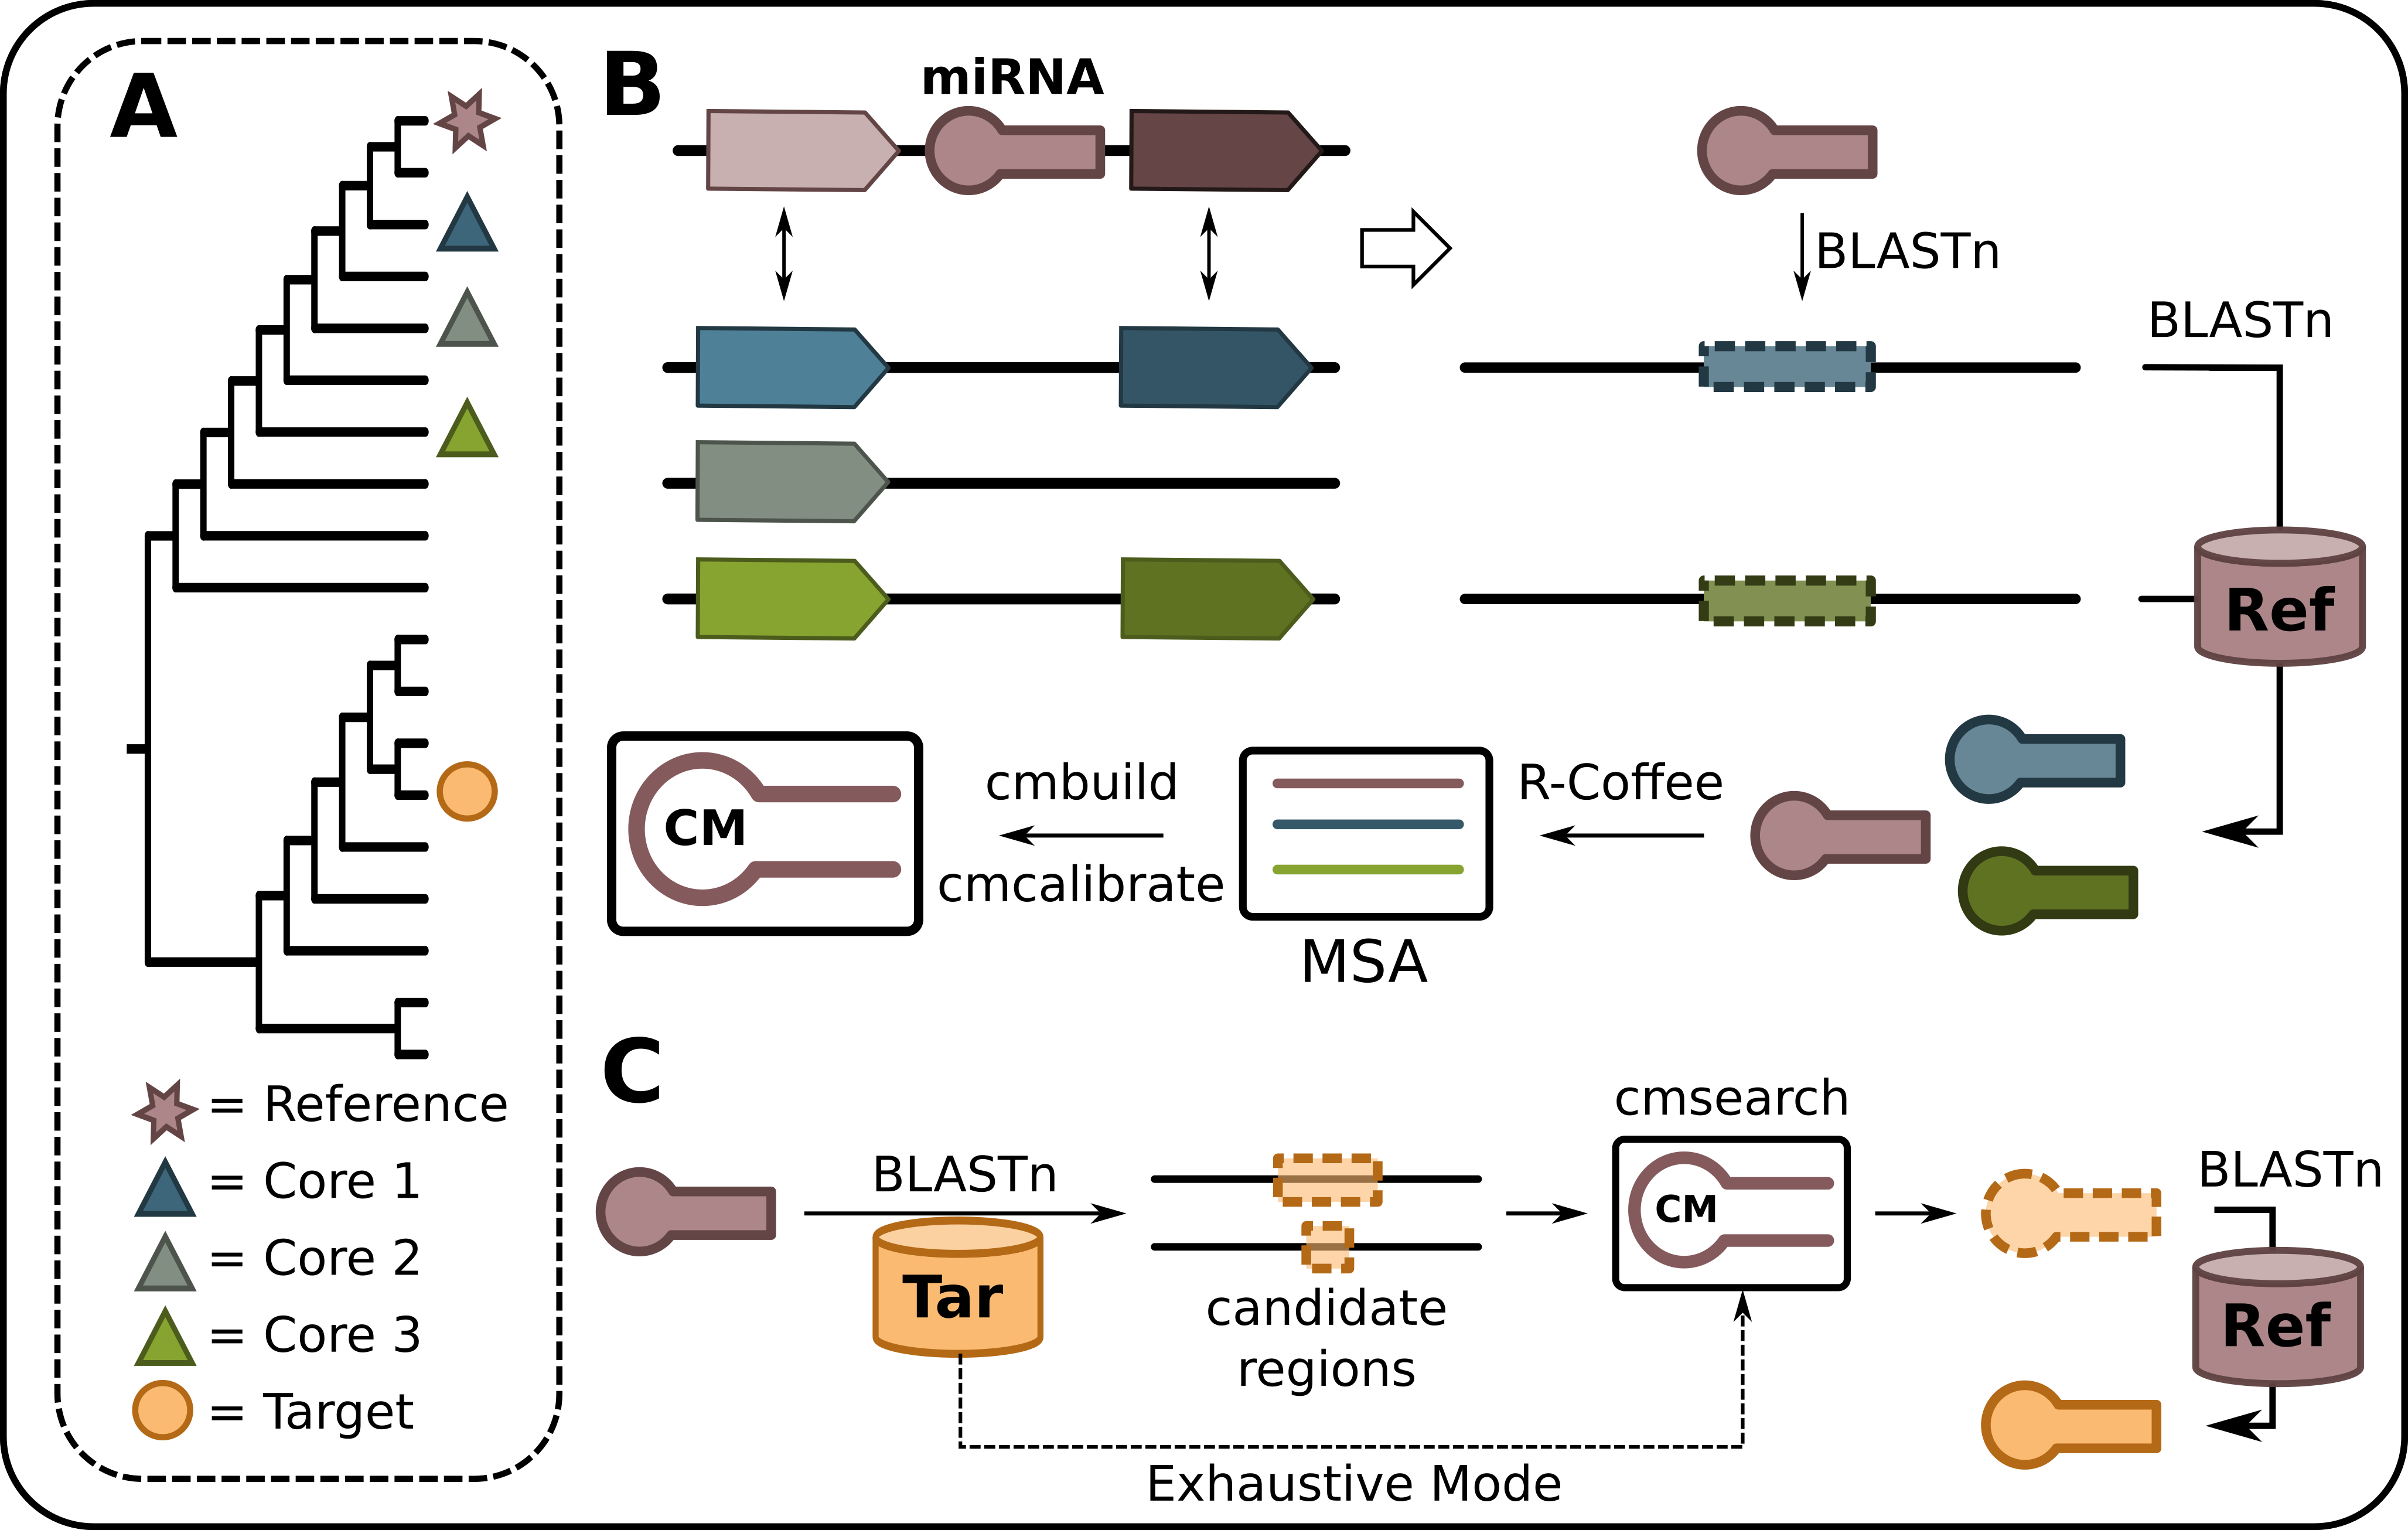 A
= Reference
= Core 1
= Core 2
= Core 3
= Target
B
miRNA
BLASTn
BLASTn
Ref
R-Coffee
MSA
cmbuild
cmcalibrate
CM
C
BLASTn
Tar
candidate
regions
cmsearch
CM
BLASTn
Ref
Exhaustive Mode